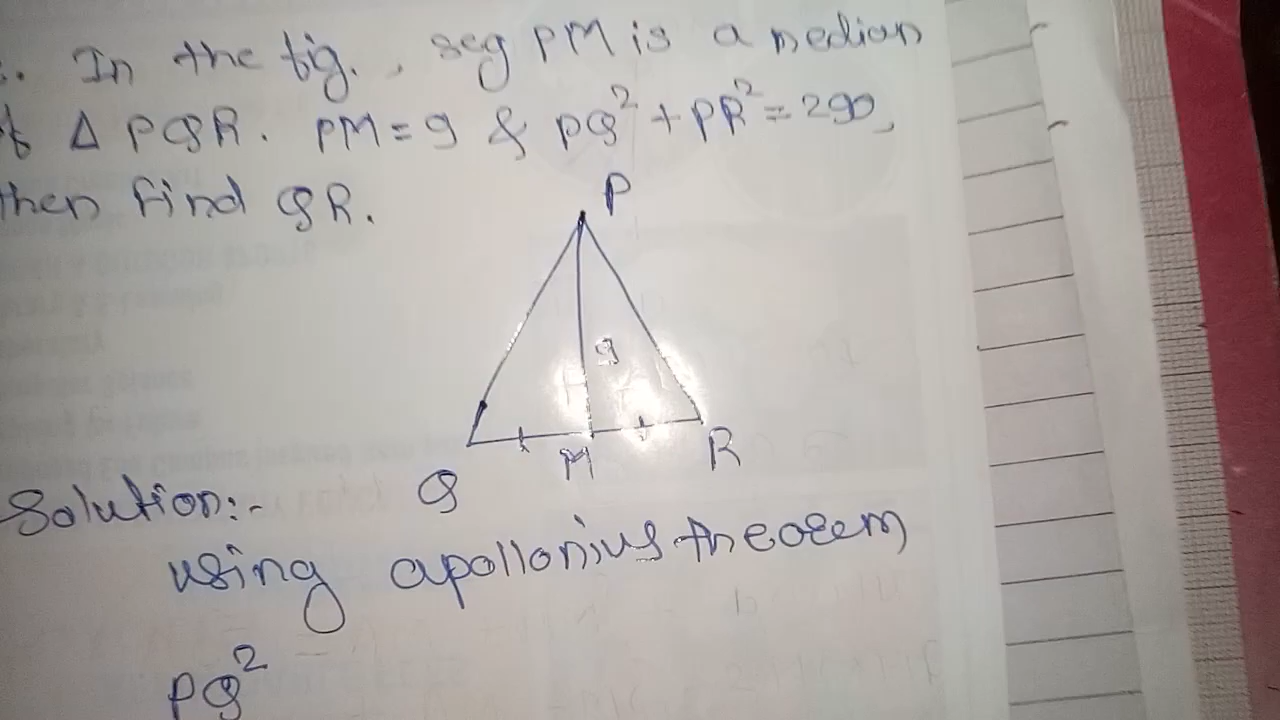 . In the fig., seg PM is a median
of Δ PQR. PM = 9 & PQ² + PR² = 290,
then find QR.
P
9
M
R
Q
Solution:-
using apollonius theorem
PQ²